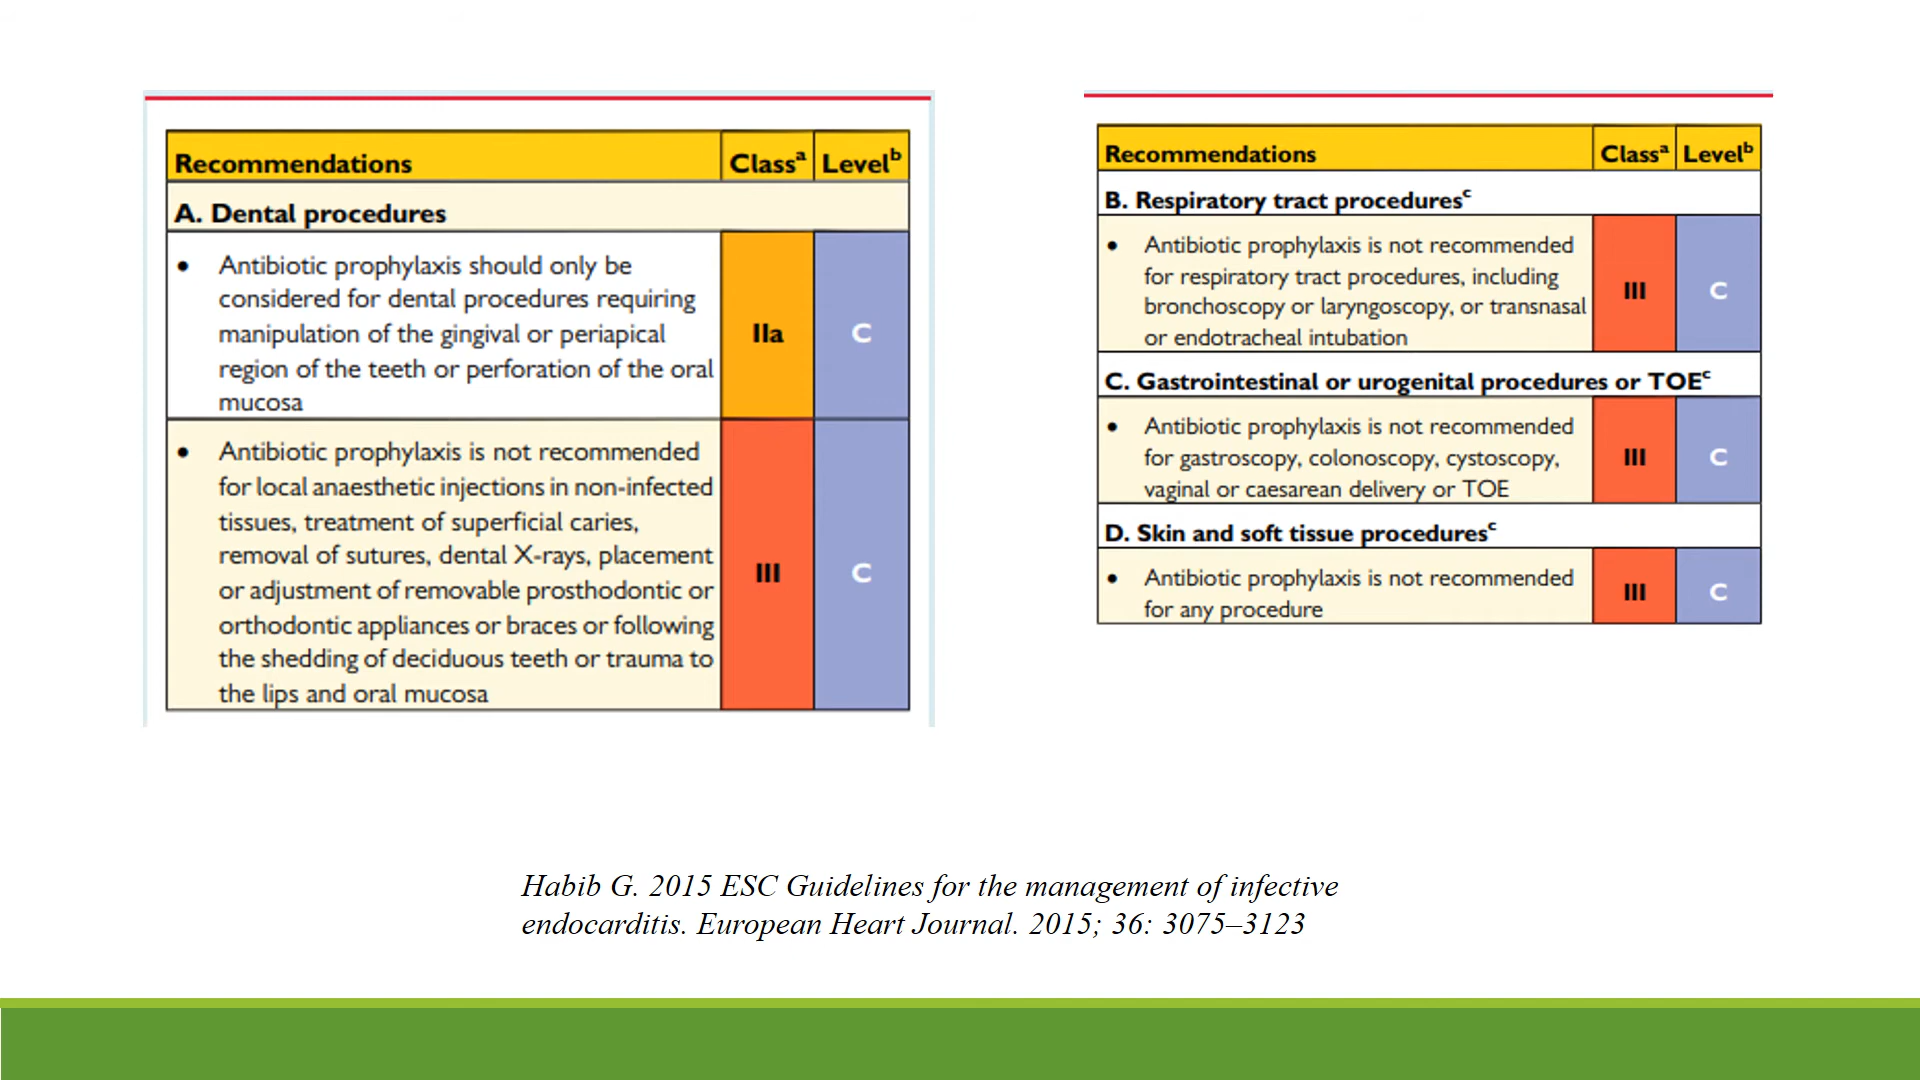 Recommendations Classᵃ Levelᵇ
A. Dental procedures
• Antibiotic prophylaxis should only be
considered for dental procedures requiring
manipulation of the gingival or periapical
region of the teeth or perforation of the oral
mucosa
IIa C
• Antibiotic prophylaxis is not recommended
for local anaesthetic injections in non-infected
tissues, treatment of superficial caries,
removal of sutures, dental X-rays, placement
or adjustment of removable prosthodontic or
orthodontic appliances or braces or following
the shedding of deciduous teeth or trauma to
the lips and oral mucosa
III C
Recommendations Classᵃ Levelᵇ
B. Respiratory tract proceduresᶜ
• Antibiotic prophylaxis is not recommended
for respiratory tract procedures, including
bronchoscopy or laryngoscopy, or transnasal
or endotracheal intubation
III C
C. Gastrointestinal or urogenital procedures or TOEᶜ
• Antibiotic prophylaxis is not recommended
for gastroscopy, colonoscopy, cystoscopy,
vaginal or caesarean delivery or TOE
III C
D. Skin and soft tissue proceduresᶜ
• Antibiotic prophylaxis is not recommended
for any procedure
III C
Habib G. 2015 ESC Guidelines for the management of infective
endocarditis. European Heart Journal. 2015; 36: 3075–3123